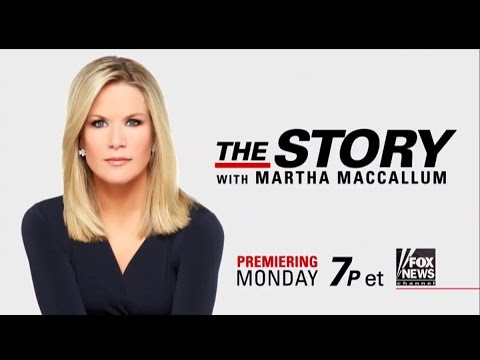 THE STORY
WITH MARTHA MACCALLUM
PREMIERING
MONDAY 7P et
FOX
NEWS
channel